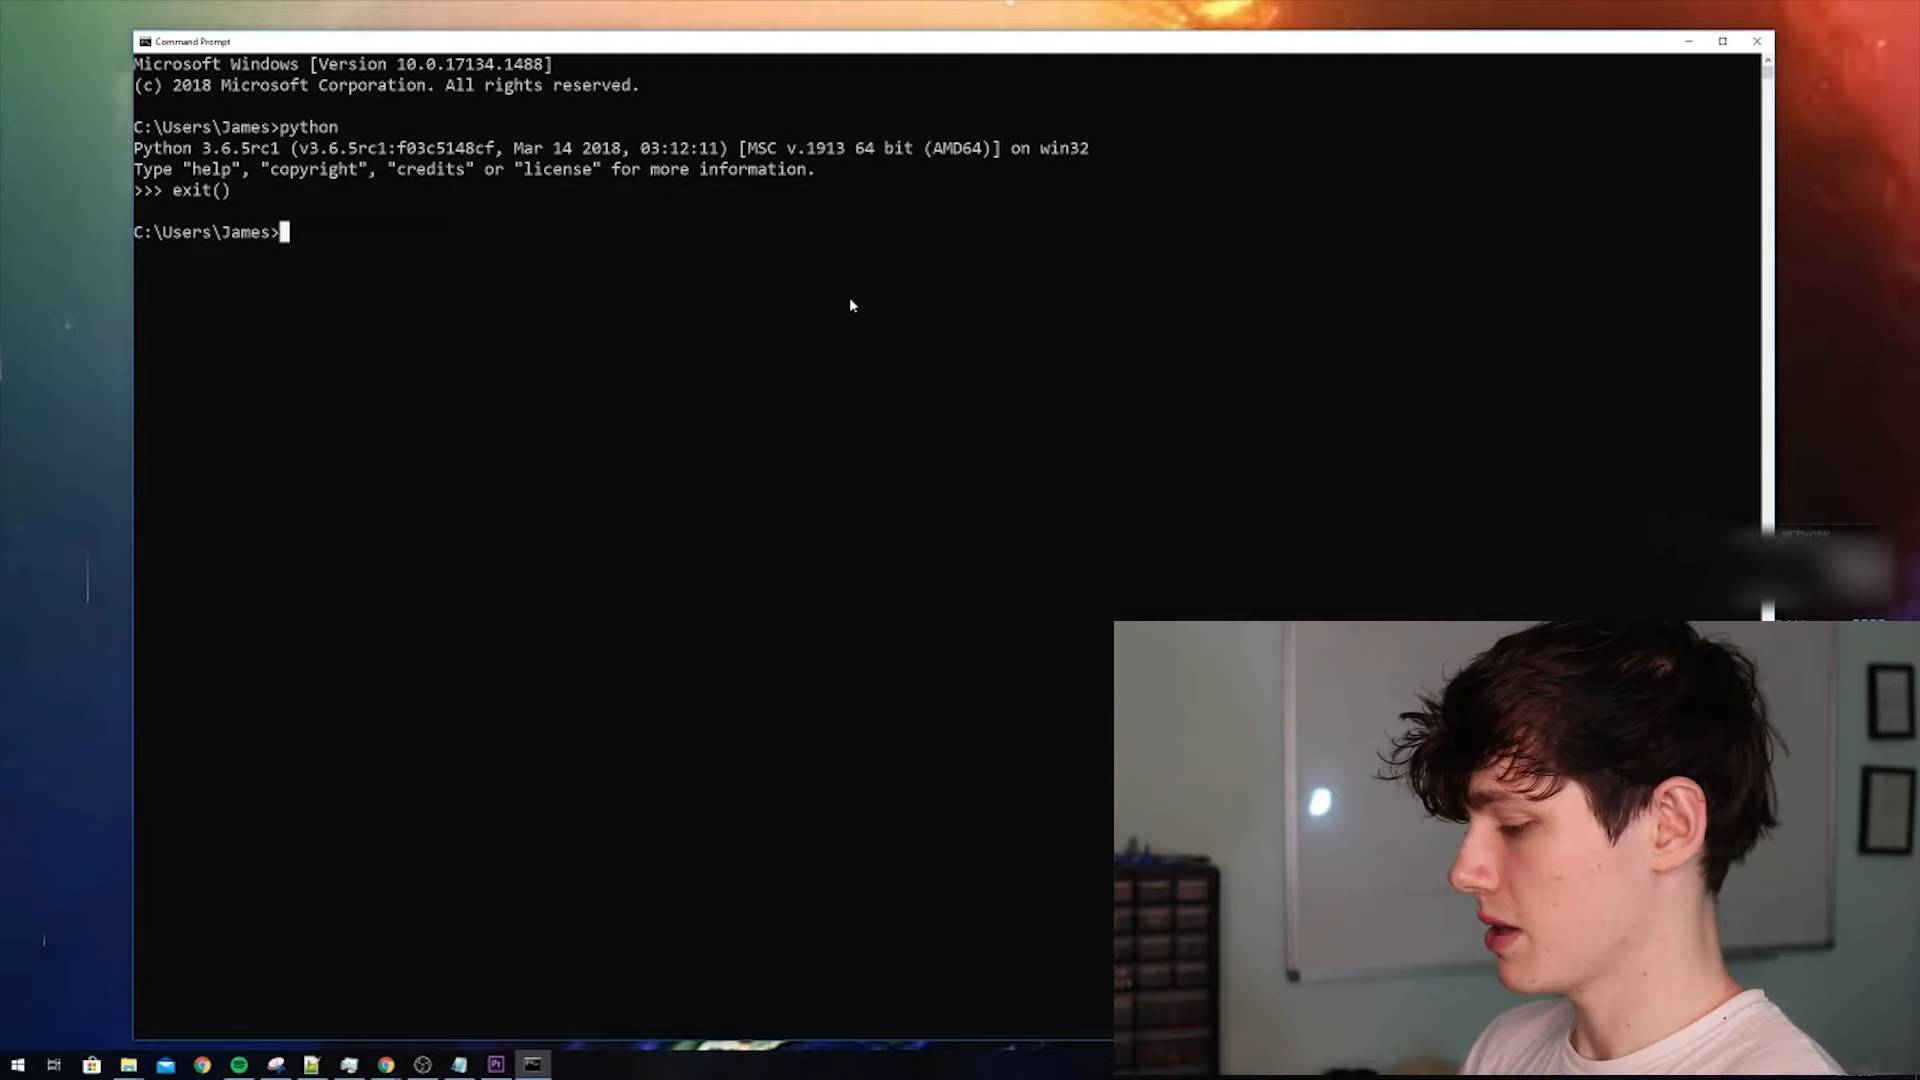 Command Prompt
Microsoft Windows [Version 10.0.17134.1488]
(c) 2018 Microsoft Corporation. All rights reserved.
C:\Users\James>python
Python 3.6.5rc1 (v3.6.5rc1:f03c5148cf, Mar 14 2018, 03:12:11) [MSC v.1913 64 bit (AMD64)] on win32
Type "help", "copyright", "credits" or "license" for more information.
>>> exit()
C:\Users\James>
NETWORK
Pr